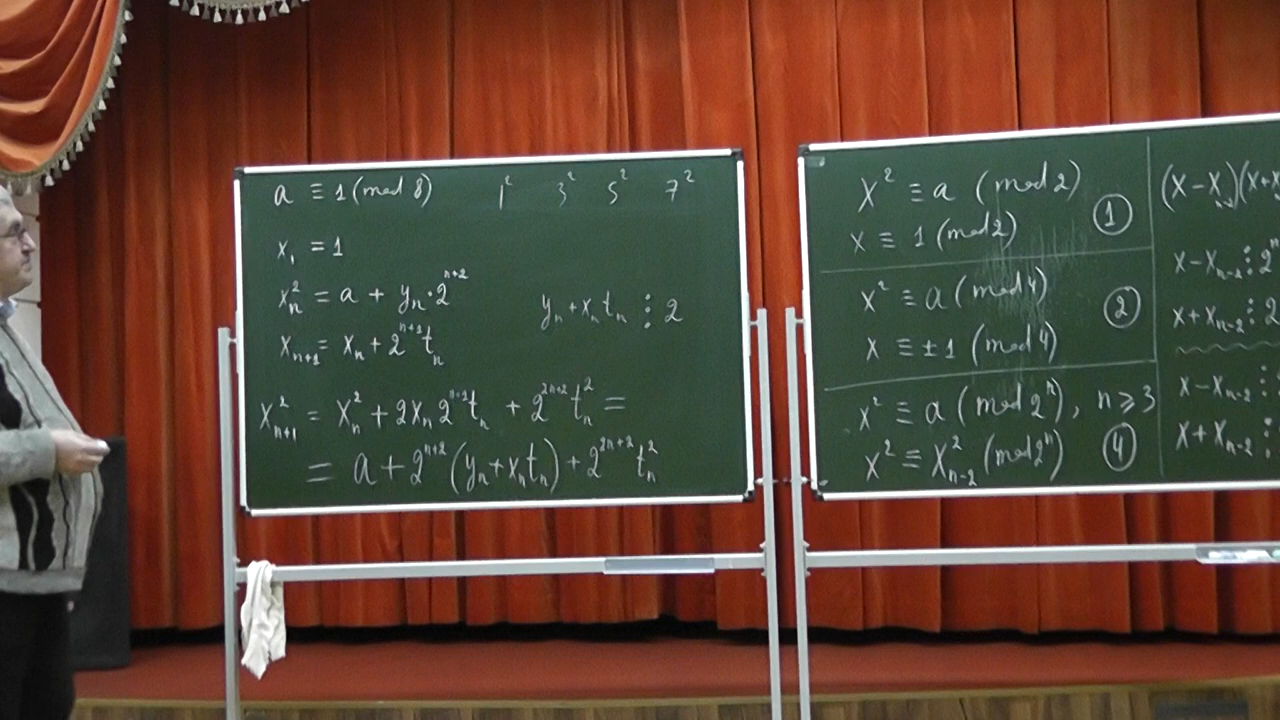 a ≡ 1 (mod 8) 1² 3² 5² 7²
x₁ = 1
xₙ² = a + yₙ·2ⁿ⁺²
yₙ + xₙtₙ ⋮ 2
xₙ₊₁ = xₙ + 2ⁿ⁺¹tₙ
xₙ₊₁² = xₙ² + 2xₙ2ⁿ⁺¹tₙ + 2²ⁿ⁺²tₙ² =
= a + 2ⁿ⁺²(yₙ + xₙtₙ) + 2²ⁿ⁺²tₙ²
x² ≡ a (mod 2)
x ≡ 1 (mod 2) ①
x² ≡ a (mod 4)
x ≡ ±1 (mod 4) ②
x² ≡ a (mod 2ⁿ), n ⩾ 3
x² ≡ xₙ₋₂² (mod 2ⁿ) ④
x − xₙ₋₂ ⋮
x + xₙ₋₂ ⋮ 2
x − xₙ₋₂ ⋮
x + xₙ₋₂ ⋮